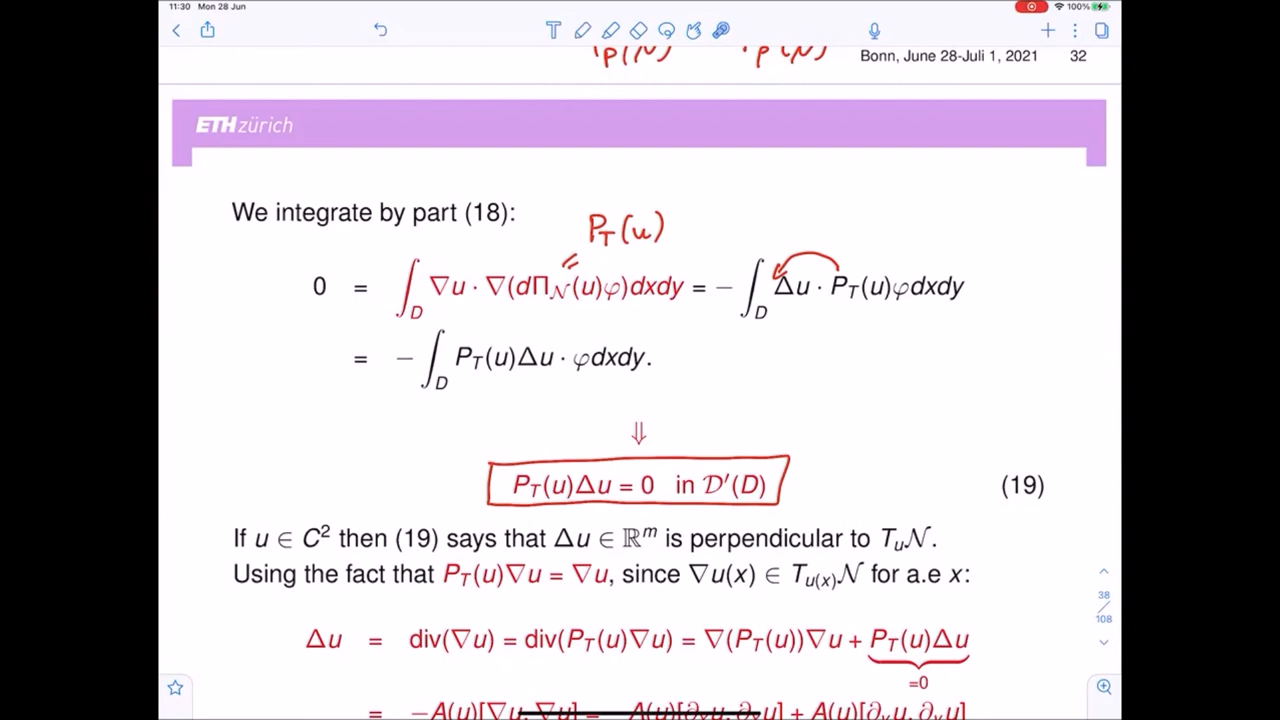 11:30 Mon 28 Jun 100%
Bonn, June 28-Juli 1, 2021 32
ETH zürich
We integrate by part (18):
P_T(u)
0 = ∫_D ∇u · ∇(dΠ_𝒩(u)φ)dxdy = − ∫_D Δu · P_T(u)φdxdy
= − ∫_D P_T(u)Δu · φdxdy.
⇓
P_T(u)Δu = 0 in 𝒟′(D) (19)
If u ∈ C² then (19) says that Δu ∈ ℝᵐ is perpendicular to T_u𝒩.
Using the fact that P_T(u)∇u = ∇u, since ∇u(x) ∈ T_{u(x)}𝒩 for a.e x:
38
108
Δu = div(∇u) = div(P_T(u)∇u) = ∇(P_T(u))∇u + P_T(u)Δu
=0